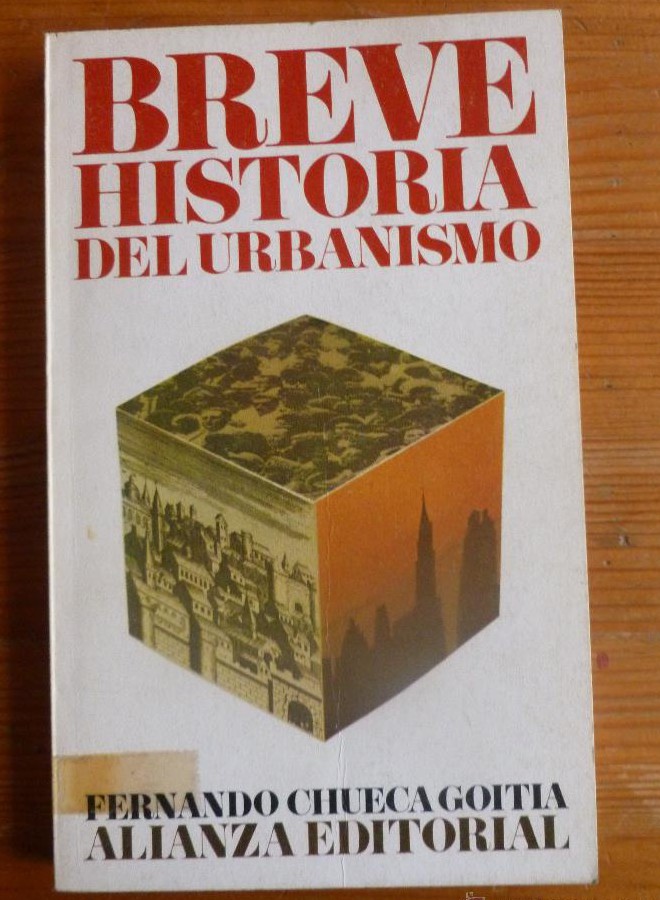 BREVE
HISTORIA
DEL URBANISMO
FERNANDO CHUECA GOITIA
ALIANZA EDITORIAL